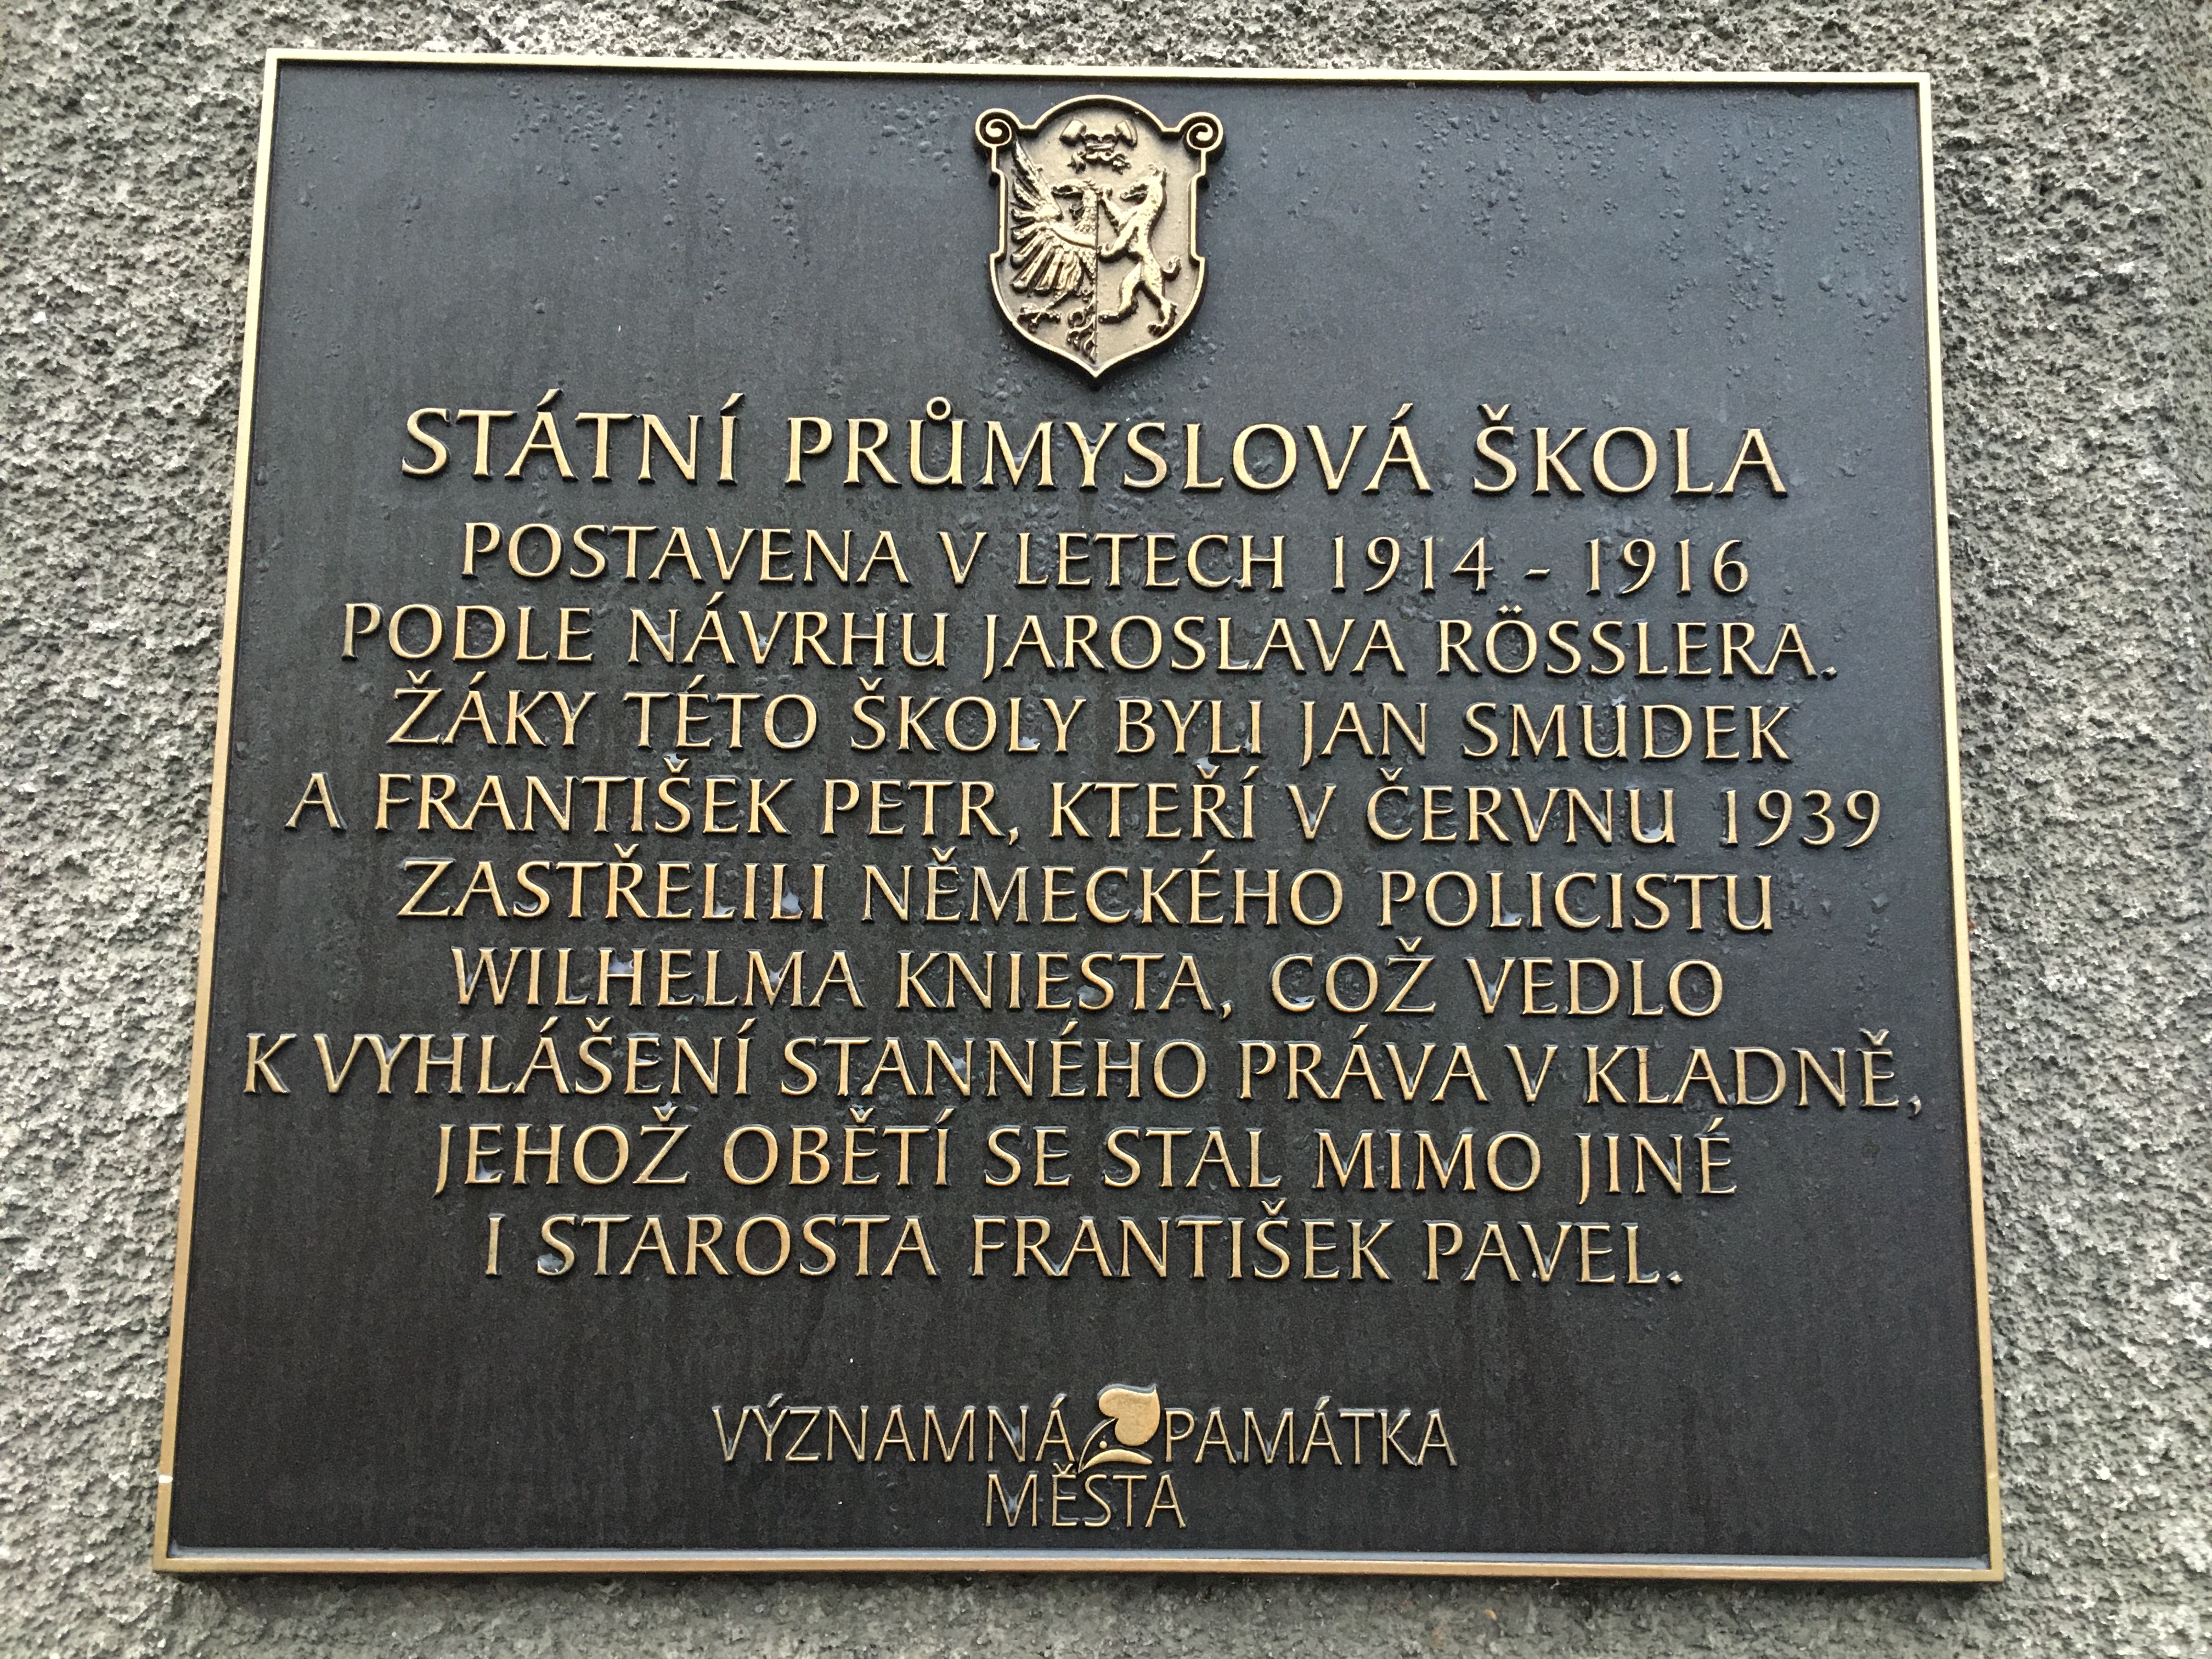 STÁTNÍ PRŮMYSLOVÁ ŠKOLA
POSTAVENA V LETECH 1914 - 1916
PODLE NÁVRHU JAROSLAVA RÖSSLERA.
ŽÁKY TÉTO ŠKOLY BYLI JAN SMUDEK
A FRANTIŠEK PETR, KTEŘÍ V ČERVNU 1939
ZASTŘELILI NĚMECKÉHO POLICISTU
WILHELMA KNIESTA, COŽ VEDLO
K VYHLÁŠENÍ STANNÉHO PRÁVA V KLADNĚ,
JEHOŽ OBĚTÍ SE STAL MIMO JINÉ
I STAROSTA FRANTIŠEK PAVEL.
VÝZNAMNÁ PAMÁTKA
MĚSTA